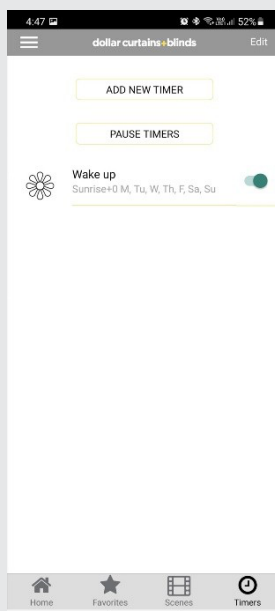 4:47 52%
dollar curtains+blinds Edit
ADD NEW TIMER
PAUSE TIMERS
Wake up
Sunrise+0 M, Tu, W, Th, F, Sa, Su
Home Favorites Scenes Timers